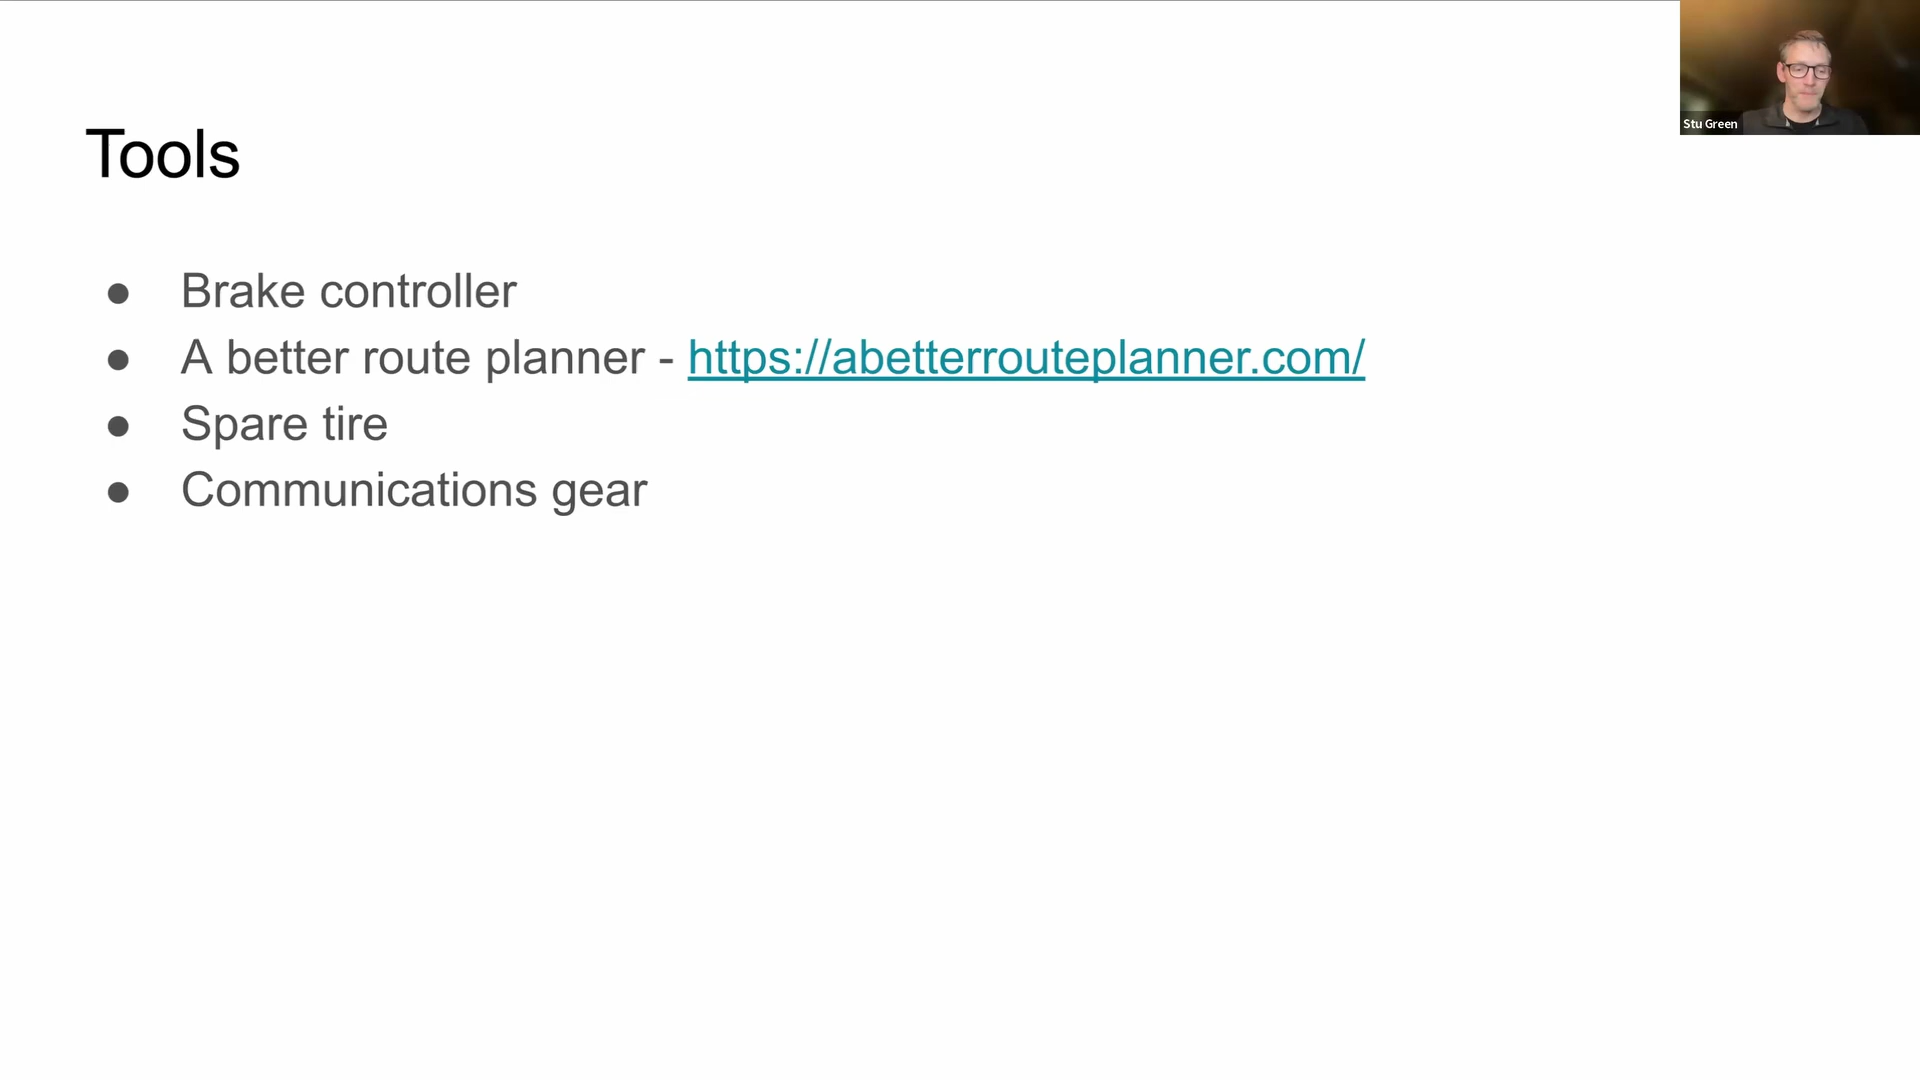 Stu Green
Tools
● Brake controller
● A better route planner - https://abetterrouteplanner.com/
● Spare tire
● Communications gear